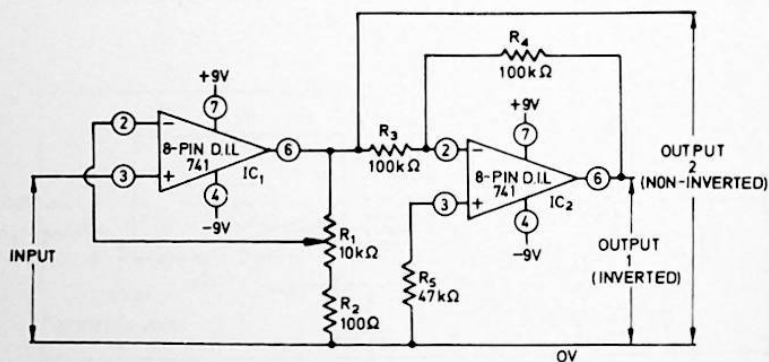 +9V
7
2
−
8-PIN D.I.L
741
3
+
6
IC1
4
−9V
INPUT
R1
10kΩ
R2
100Ω
R3
100kΩ
R4
100kΩ
+9V
7
2
−
8-PIN D.I.L
741
3
+
6
IC2
4
−9V
R5
47kΩ
OUTPUT
1
(INVERTED)
OUTPUT
2
(NON-INVERTED)
0V